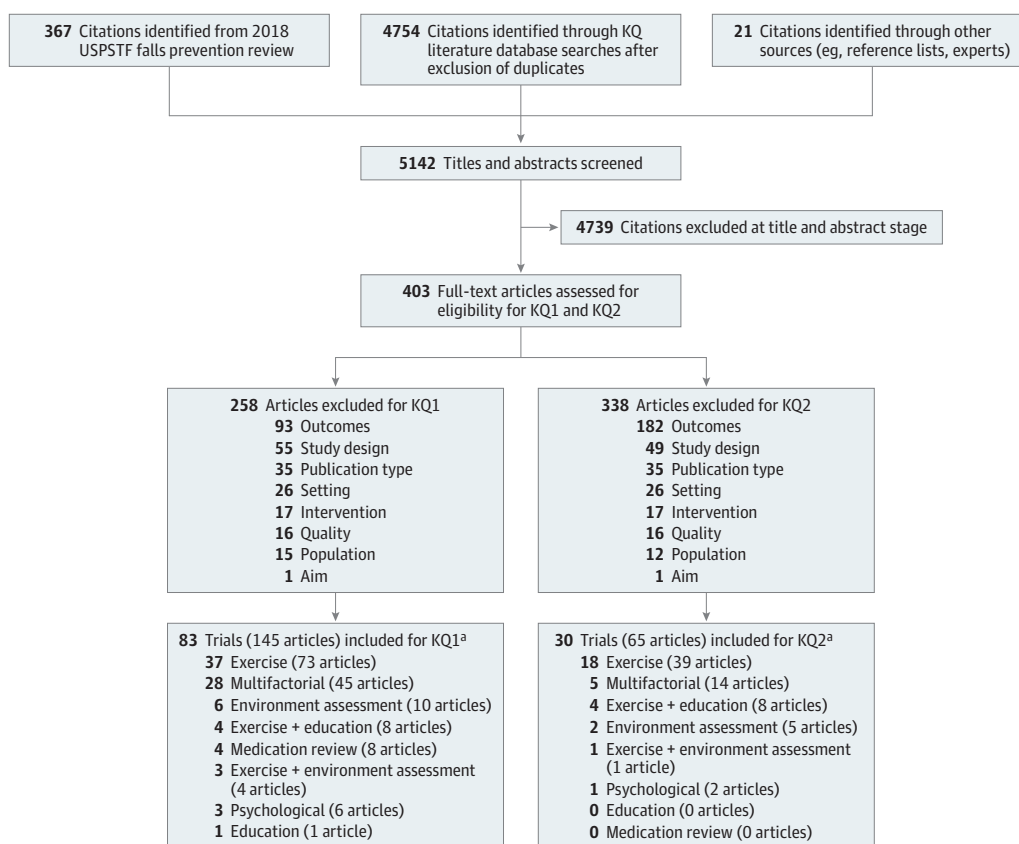 367 Citations identified from 2018
USPSTF falls prevention review
4754 Citations identified through KQ
literature database searches after
exclusion of duplicates
21 Citations identified through other
sources (eg, reference lists, experts)
5142 Titles and abstracts screened
4739 Citations excluded at title and abstract stage
403 Full-text articles assessed for
eligibility for KQ1 and KQ2
258 Articles excluded for KQ1
93 Outcomes
55 Study design
35 Publication type
26 Setting
17 Intervention
16 Quality
15 Population
1 Aim
338 Articles excluded for KQ2
182 Outcomes
49 Study design
35 Publication type
26 Setting
17 Intervention
16 Quality
12 Population
1 Aim
83 Trials (145 articles) included for KQ1a
37 Exercise (73 articles)
28 Multifactorial (45 articles)
6 Environment assessment (10 articles)
4 Exercise + education (8 articles)
4 Medication review (8 articles)
3 Exercise + environment assessment
(4 articles)
3 Psychological (6 articles)
1 Education (1 article)
30 Trials (65 articles) included for KQ2a
18 Exercise (39 articles)
5 Multifactorial (14 articles)
4 Exercise + education (8 articles)
2 Environment assessment (5 articles)
1 Exercise + environment assessment
(1 article)
1 Psychological (2 articles)
0 Education (0 articles)
0 Medication review (0 articles)